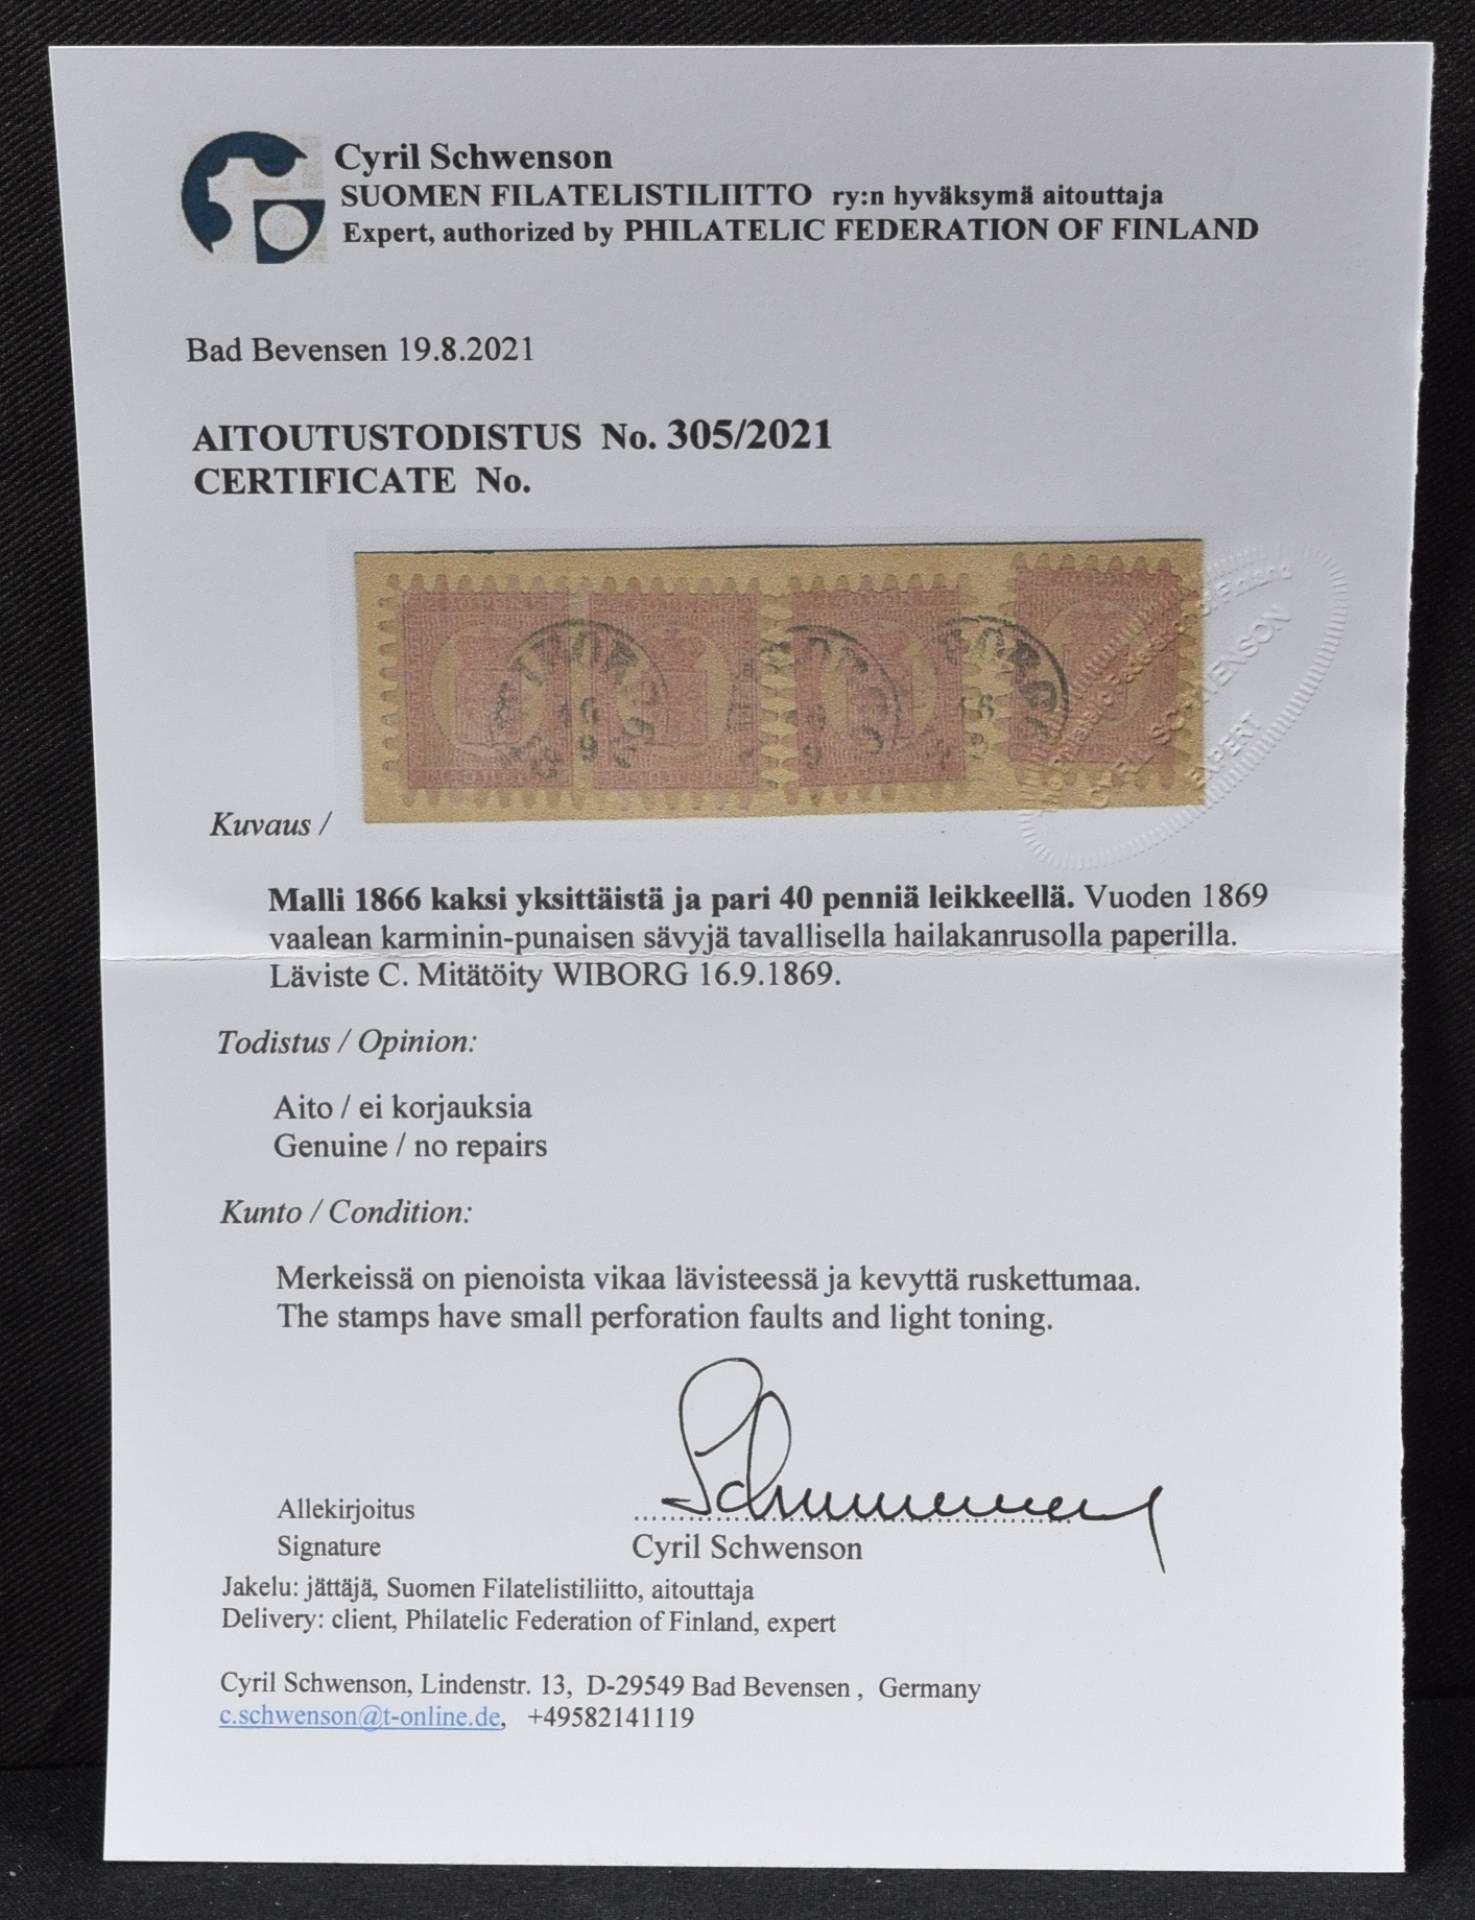 Cyril Schwenson
SUOMEN FILATELISTILIITTO ry:n hyväksymä aitouttaja
Expert, authorized by PHILATELIC FEDERATION OF FINLAND
Bad Bevensen 19.8.2021
AITOUTUSTODISTUS No. 305/2021
CERTIFICATE No.
CYRIL SCHWENSON
EXPERT
Kuvaus /
Malli 1866 kaksi yksittäistä ja pari 40 penniä leikkeellä. Vuoden 1869
vaalean karminin-punaisen sävyjä tavallisella hailakanrusolla paperilla.
Läviste C. Mitätöity WIBORG 16.9.1869.
Todistus / Opinion:
Aito / ei korjauksia
Genuine / no repairs
Kunto / Condition:
Merkeissä on pienoista vikaa lävisteessä ja kevyttä ruskettumaa.
The stamps have small perforation faults and light toning.
Allekirjoitus
Signature
Cyril Schwenson
Jakelu: jättäjä, Suomen Filatelistiliitto, aitouttaja
Delivery: client, Philatelic Federation of Finland, expert
Cyril Schwenson, Lindenstr. 13, D-29549 Bad Bevensen , Germany
c.schwenson@t-online.de, +49582141119